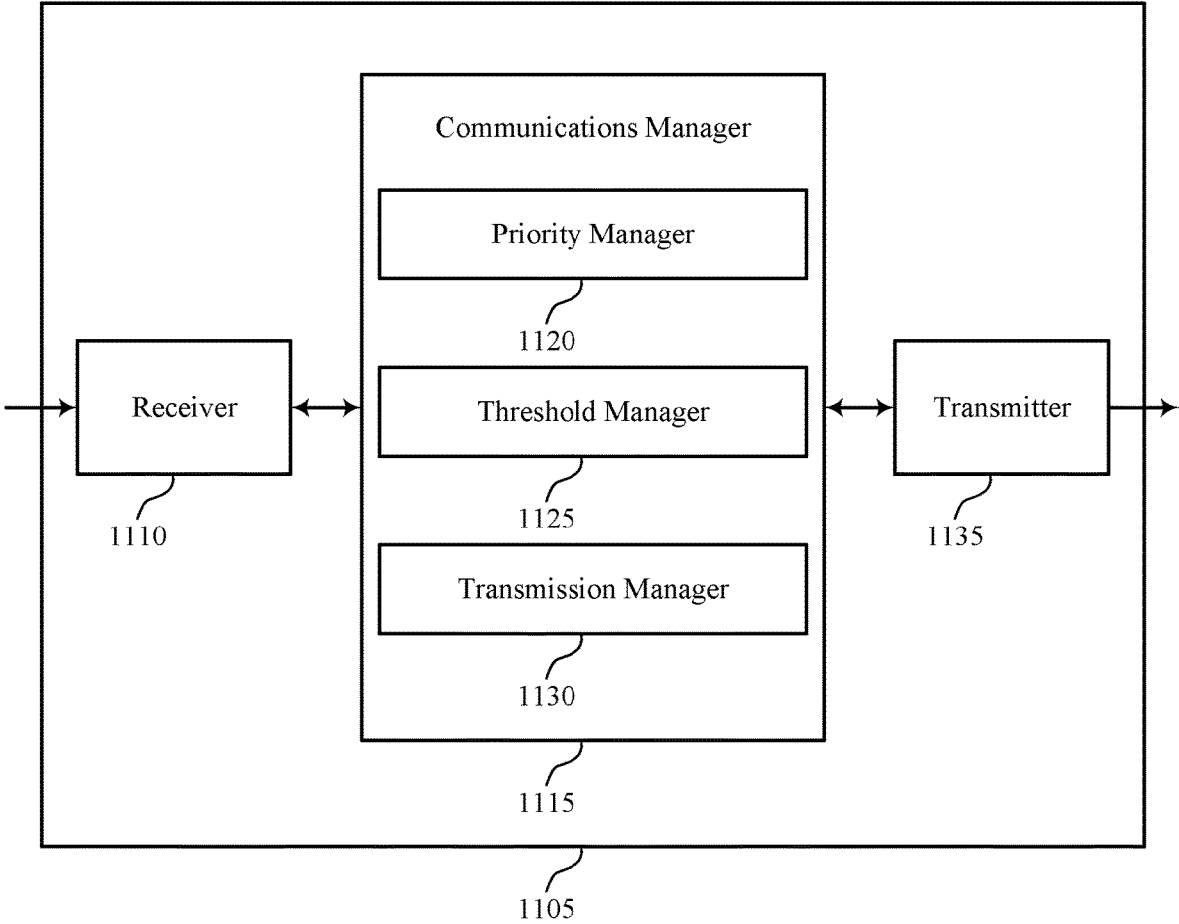 Communications Manager
Priority Manager
1120
Receiver
Threshold Manager
Transmitter
1110
1125
1135
Transmission Manager
1130
1115
1105